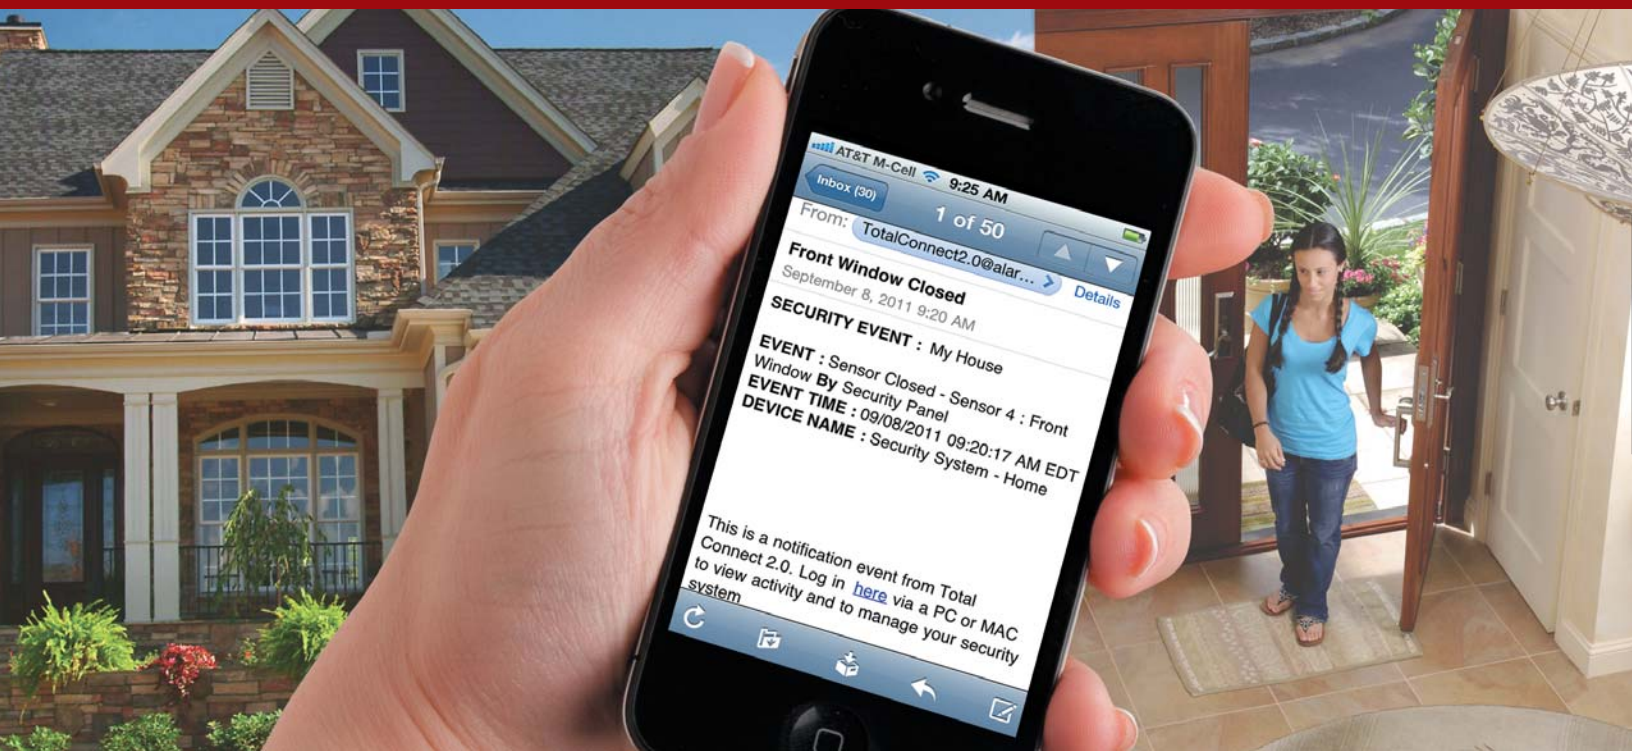 AT&T M-Cell 9:25 AM
Inbox (30)
1 of 50
From: TotalConnect2.0@alar...
Details
Front Window Closed
September 8, 2011 9:20 AM
SECURITY EVENT : My House
EVENT : Sensor Closed - Sensor 4 : Front
Window By Security Panel
EVENT TIME : 09/08/2011 09:20:17 AM EDT
DEVICE NAME : Security System - Home
This is a notification event from Total
Connect 2.0. Log in here via a PC or MAC
to view activity and to manage your security
system